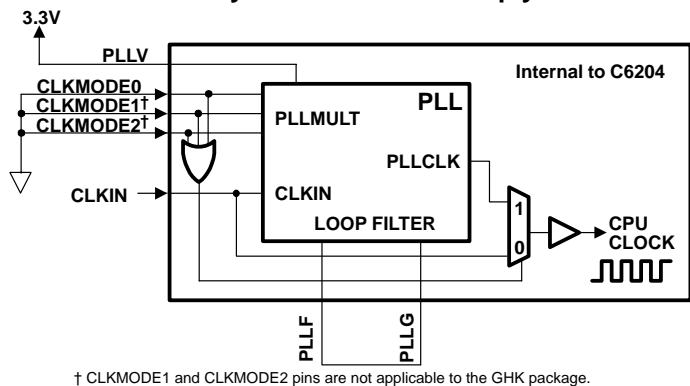 3.3V
PLLV
Internal to C6204
CLKMODE0
CLKMODE1†
CLKMODE2†
PLL
PLLMULT
PLLCLK
CLKIN
CLKIN
LOOP FILTER
1
0
CPU
CLOCK
PLLF
PLLG
† CLKMODE1 and CLKMODE2 pins are not applicable to the GHK package.